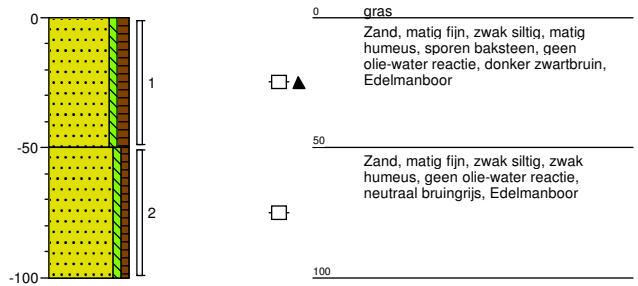 0
0
gras
Zand, matig fijn, zwak siltig, matig
humeus, sporen baksteen, geen
olie-water reactie, donker zwartbruin,
Edelmanboor
1
-50
50
Zand, matig fijn, zwak siltig, zwak
humeus, geen olie-water reactie,
neutraal bruingrijs, Edelmanboor
2
-100
100